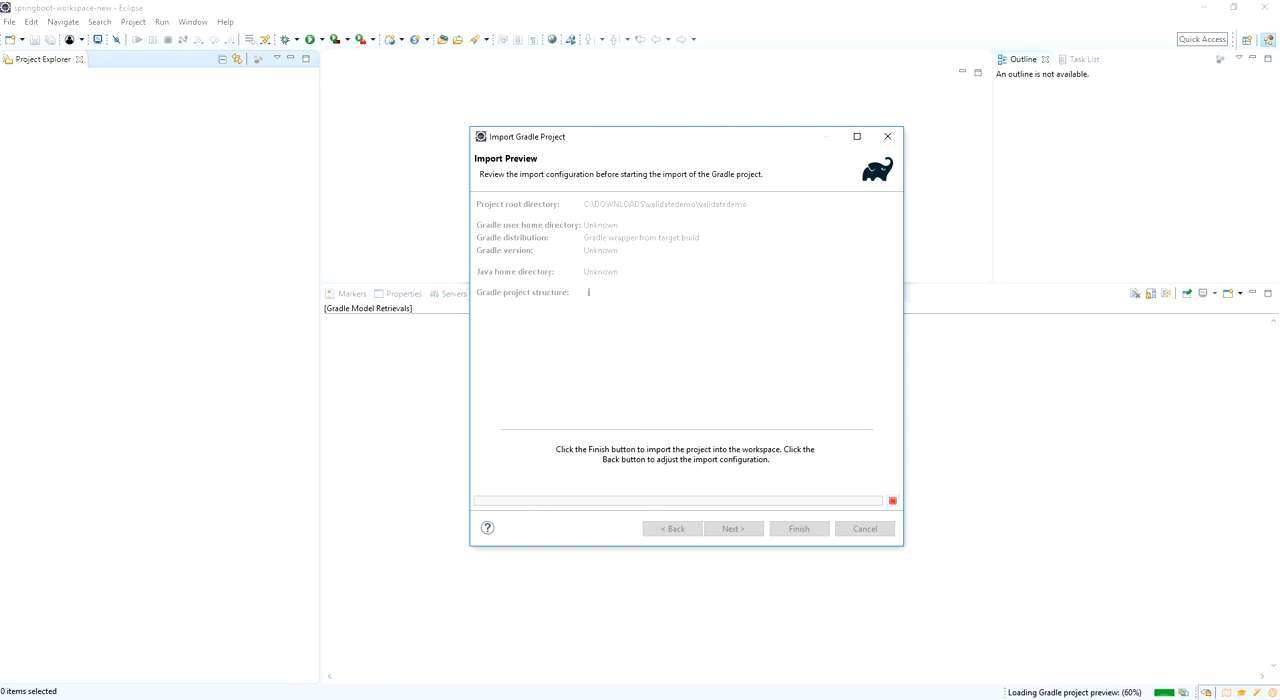 springboot-workspace-new - Eclipse
File Edit Navigate Search Project Run Window Help
Quick Access
Project Explorer
Outline Task List
An outline is not available.
Import Gradle Project
Import Preview
Review the import configuration before starting the import of the Gradle project.
Project root directory: C:\DOWNLOADS\validatedemo\validatedemo
Gradle user home directory: Unknown
Gradle distribution: Gradle wrapper from target build
Gradle version: Unknown
Java home directory: Unknown
Gradle project structure:
Markers Properties Servers
[Gradle Model Retrievals]
Click the Finish button to import the project into the workspace. Click the
Back button to adjust the import configuration.
< Back Next > Finish Cancel
0 items selected
Loading Gradle project preview: (60%)